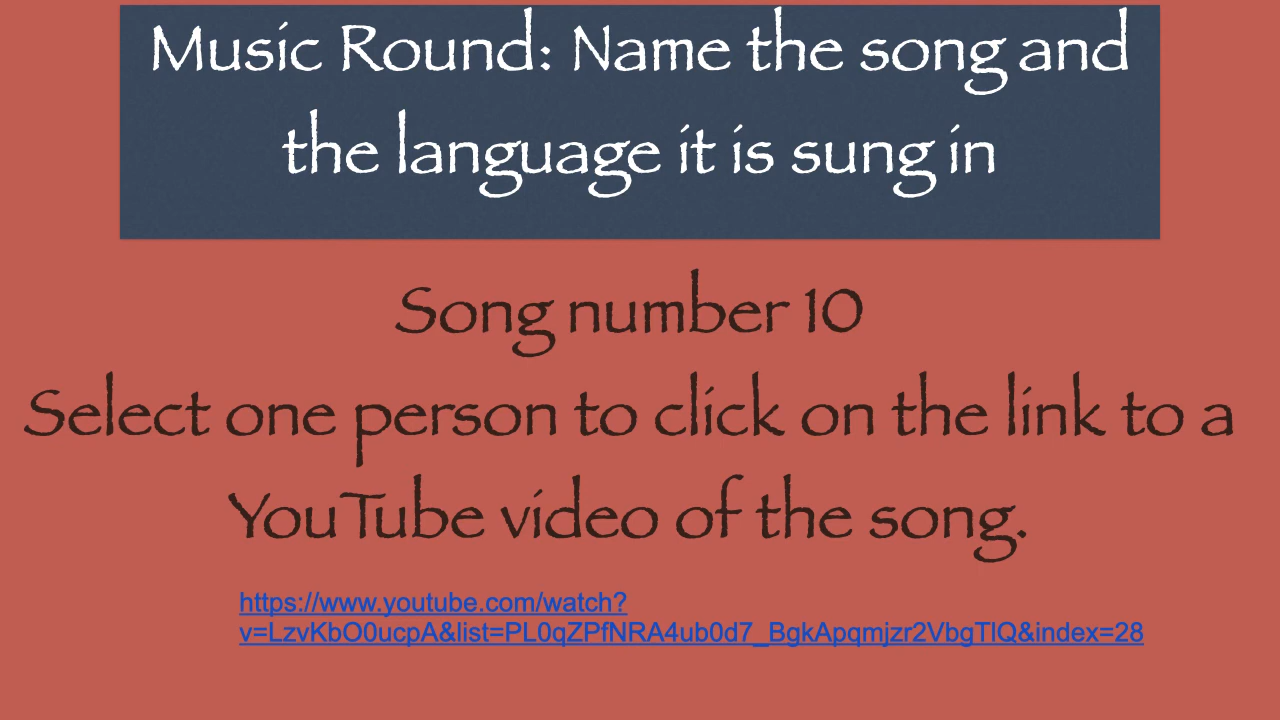 Music Round: Name the song and
the language it is sung in
Song number 10
Select one person to click on the link to a
YouTube video of the song.
https://www.youtube.com/watch?
v=LzvKbO0ucpA&list=PL0qZPfNRA4ub0d7_BgkApqmjzr2VbgTlQ&index=28